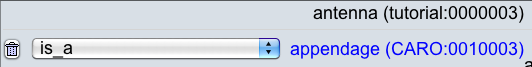 antenna (tutorial:0000003)
is_a appendage (CARO:0010003)